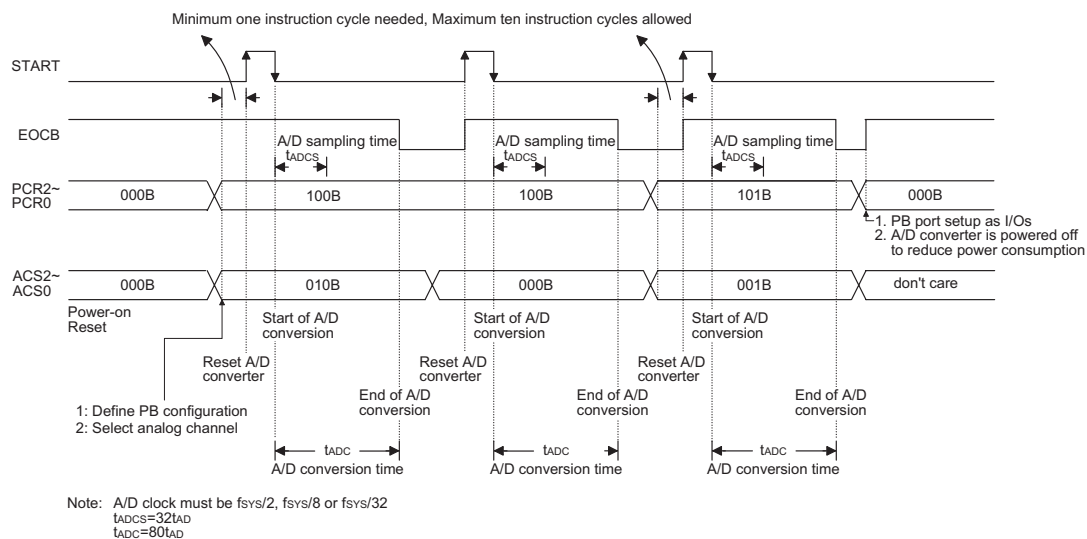 Minimum one instruction cycle needed, Maximum ten instruction cycles allowed
START
EOCB
A/D sampling time
tADCS
A/D sampling time
tADCS
A/D sampling time
tADCS
PCR2~
PCR0
000B
100B
100B
101B
000B
1. PB port setup as I/Os
2. A/D converter is powered off
to reduce power consumption
ACS2~
ACS0
000B
010B
000B
001B
don't care
Power-on
Reset
Start of A/D
conversion
Start of A/D
conversion
Start of A/D
conversion
Reset A/D
converter
Reset A/D
converter
Reset A/D
converter
1: Define PB configuration
2: Select analog channel
End of A/D
conversion
End of A/D
conversion
End of A/D
conversion
tADC
A/D conversion time
tADC
A/D conversion time
tADC
A/D conversion time
Note: A/D clock must be fSYS/2, fSYS/8 or fSYS/32
tADCS=32tAD
tADC=80tAD